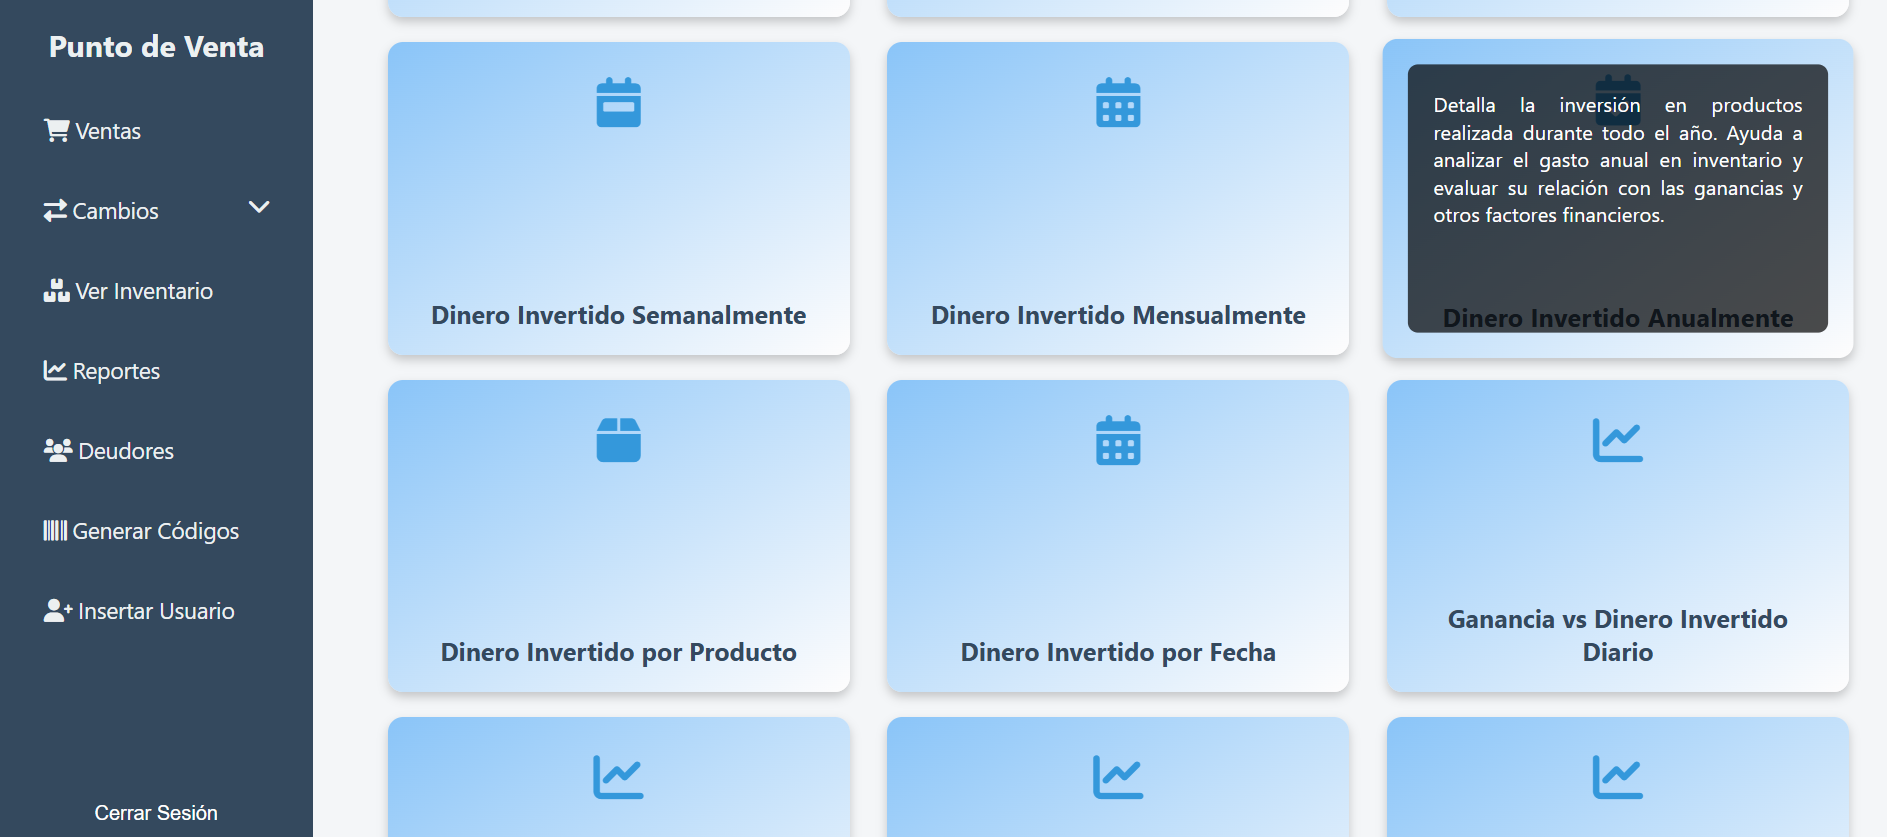 Punto de Venta
Ventas
Cambios
Ver Inventario
Reportes
Deudores
Generar Códigos
Insertar Usuario
Cerrar Sesión
Dinero Invertido Semanalmente
Dinero Invertido Mensualmente
Detalla la inversión en productos
realizada durante todo el año. Ayuda a
analizar el gasto anual en inventario y
evaluar su relación con las ganancias y
otros factores financieros.
Dinero Invertido Anualmente
Dinero Invertido por Producto
Dinero Invertido por Fecha
Ganancia vs Dinero Invertido
Diario